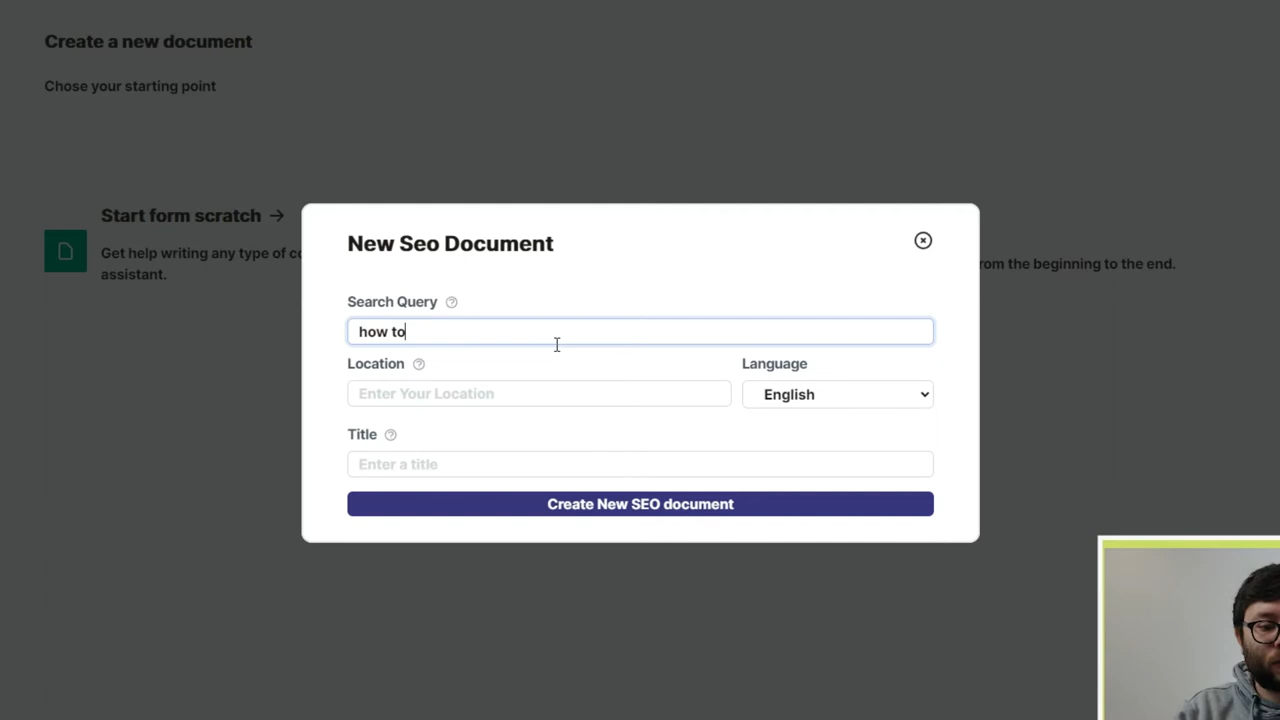 Create a new document
Chose your starting point
Start form scratch →
Get help writing any type of co
assistant.
rom the beginning to the end.
New Seo Document
Search Query
how to
Location
Language
Enter Your Location
English
Title
Enter a title
Create New SEO document